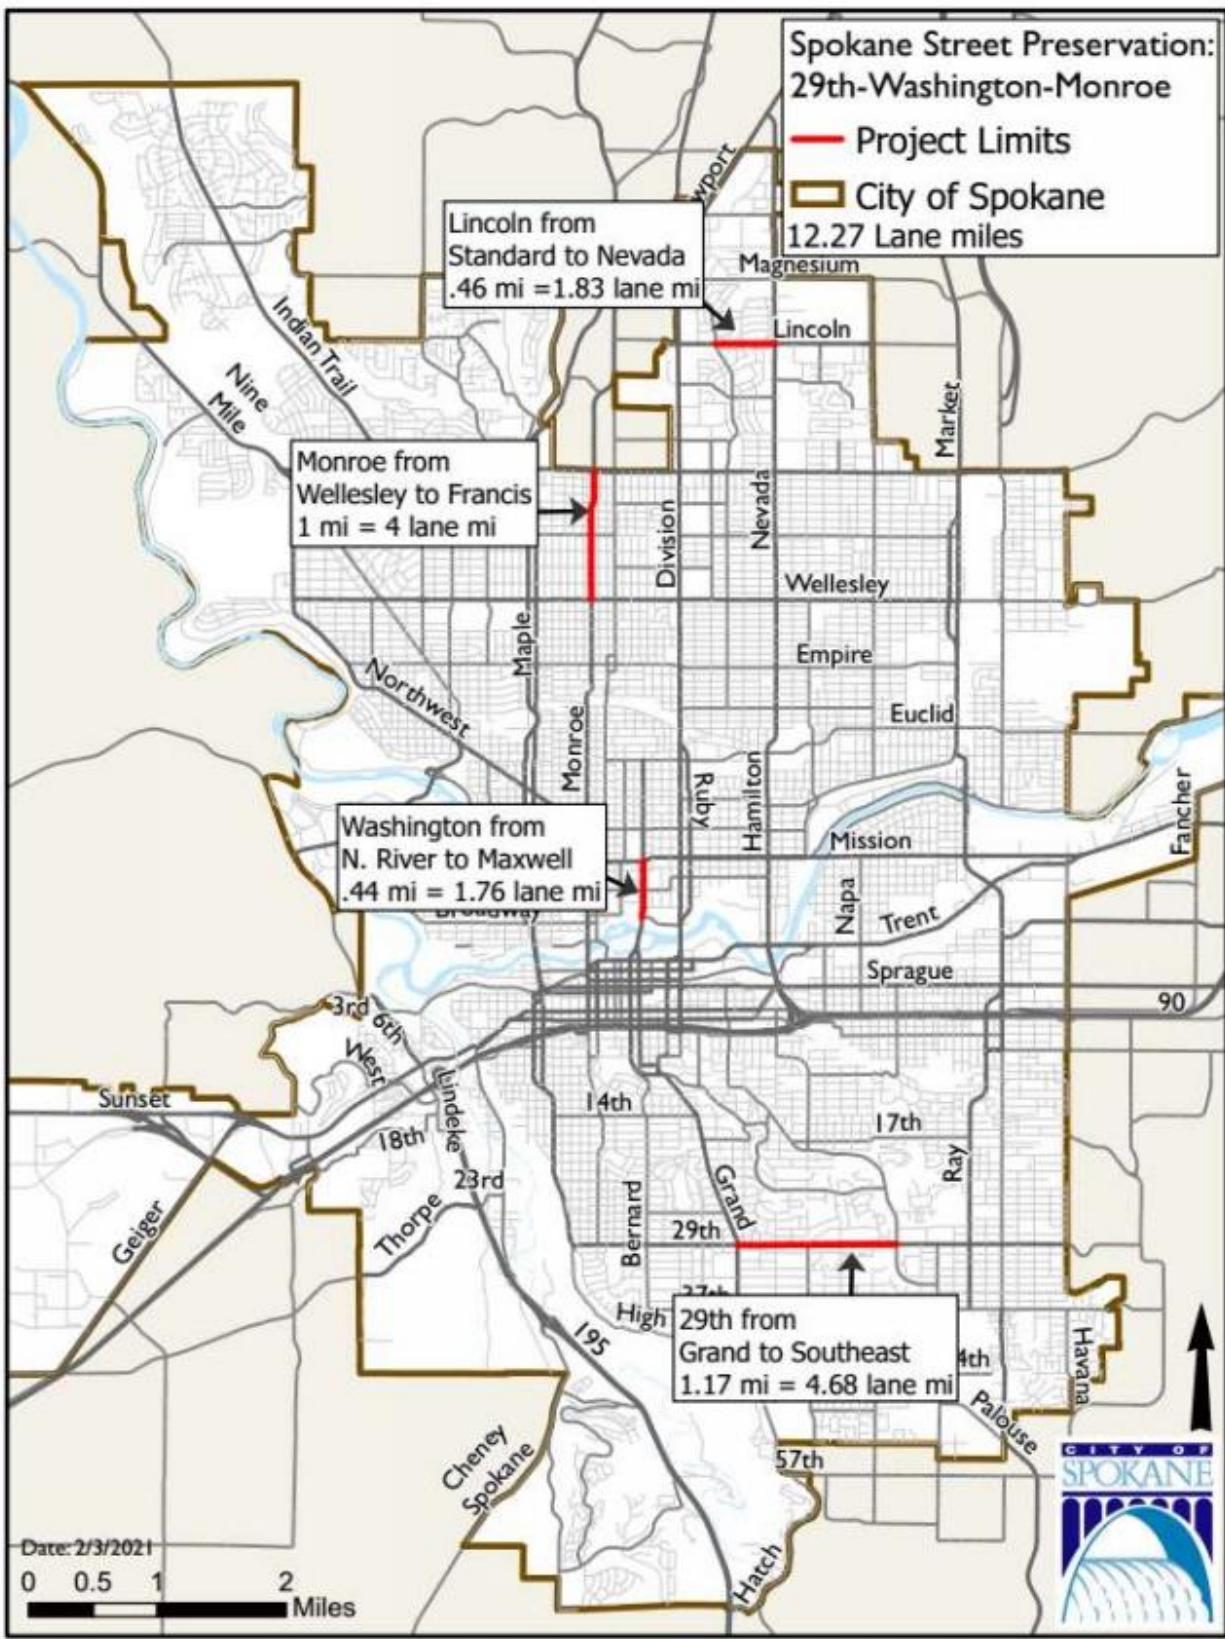 Spokane Street Preservation:
29th-Washington-Monroe
Project Limits
City of Spokane
12.27 Lane miles
Lincoln from
Standard to Nevada
.46 mi =1.83 lane mi
Magnesium
Lincoln
Indian Trail
Nine
Mile
Market
Monroe from
Wellesley to Francis
1 mi = 4 lane mi
Division
Nevada
Wellesley
Maple
Empire
Northwest
Monroe
Euclid
Ruby
Hamilton
Fancher
Washington from
N. River to Maxwell
.44 mi = 1.76 lane mi
Mission
Napa
Trent
Sprague
90
3rd
6th
West
Sunset
Lindeke
14th
17th
18th
Ray
23rd
Grand
Geiger
Thorpe
Bernard
29th
High
195
29th from
Grand to Southeast
1.17 mi = 4.68 lane mi
Havana
Palouse
57th
Cheney
Spokane
Hatch
CITY OF
SPOKANE
Date: 2/3/2021
0 0.5 1 2
Miles